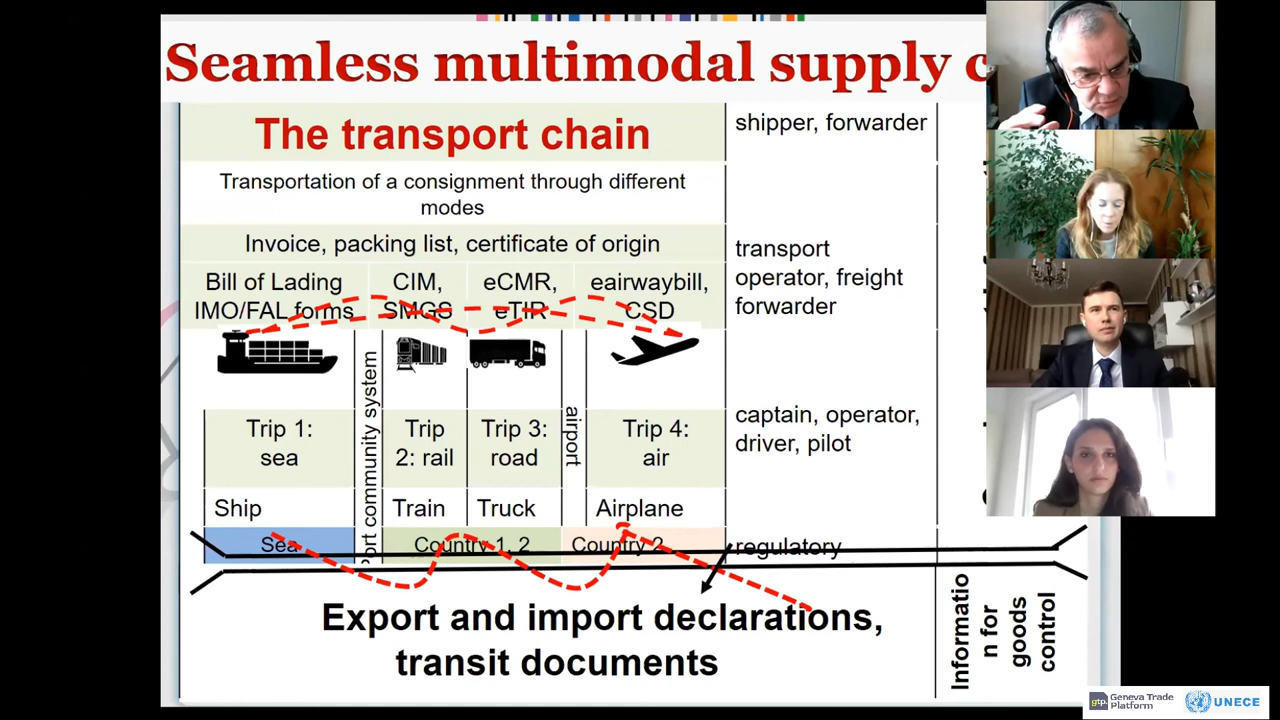 Seamless multimodal supply c
The transport chain
shipper, forwarder
Transportation of a consignment through different
modes
Invoice, packing list, certificate of origin
transport
operator, freight
forwarder
Bill of Lading
IMO/FAL forms
CIM,
SMGS
eCMR,
eTIR
eairwaybill,
CSD
port community system
airport
Trip 1:
sea
Trip
2: rail
Trip 3:
road
Trip 4:
air
captain, operator,
driver, pilot
Ship
Train
Truck
Airplane
Sea
Country 1, 2
Country 2
regulatory
Export and import declarations,
transit documents
Informatio
n for
goods
control
gtp
Geneva Trade
Platform
UNECE